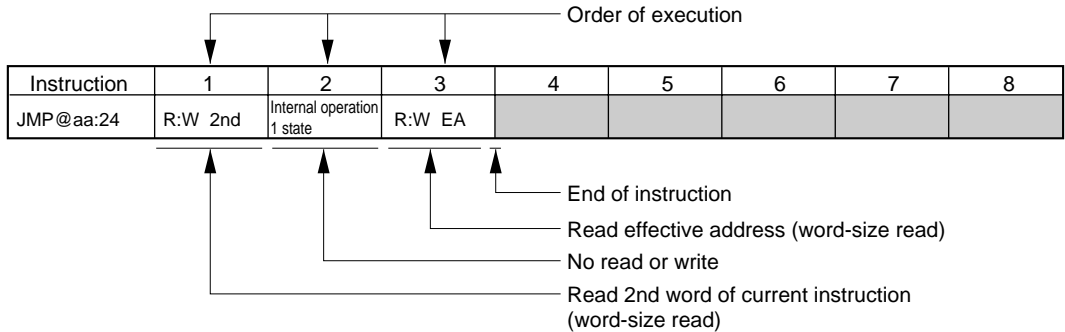 Order of execution
Instruction 1 2 3 4 5 6 7 8
JMP@aa:24 R:W 2nd Internal operation 1 state R:W EA
End of instruction
Read effective address (word-size read)
No read or write
Read 2nd word of current instruction
(word-size read)